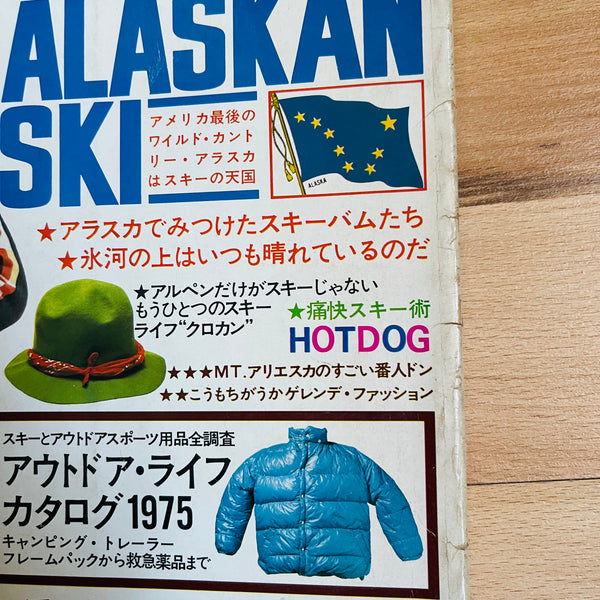 ALASKAN
SKI
アメリカ最後の
ワイルド・カント
リー・アラスカ
はスキーの天国
ALASKA
★アラスカでみつけたスキーバムたち
★氷河の上はいつも晴れているのだ
★アルペンだけがスキーじゃない
もうひとつのスキー
ライフ“クロカン”
★痛快スキー術
HOTDOG
★★★MT.アリエスカのすごい番人ドン
★★こうもちがうかゲレンデ・ファッション
スキーとアウトドアスポーツ用品全調査
アウトドア・ライフ
カタログ1975
キャンピング・トレーラー
フレームパックから救急薬品まで